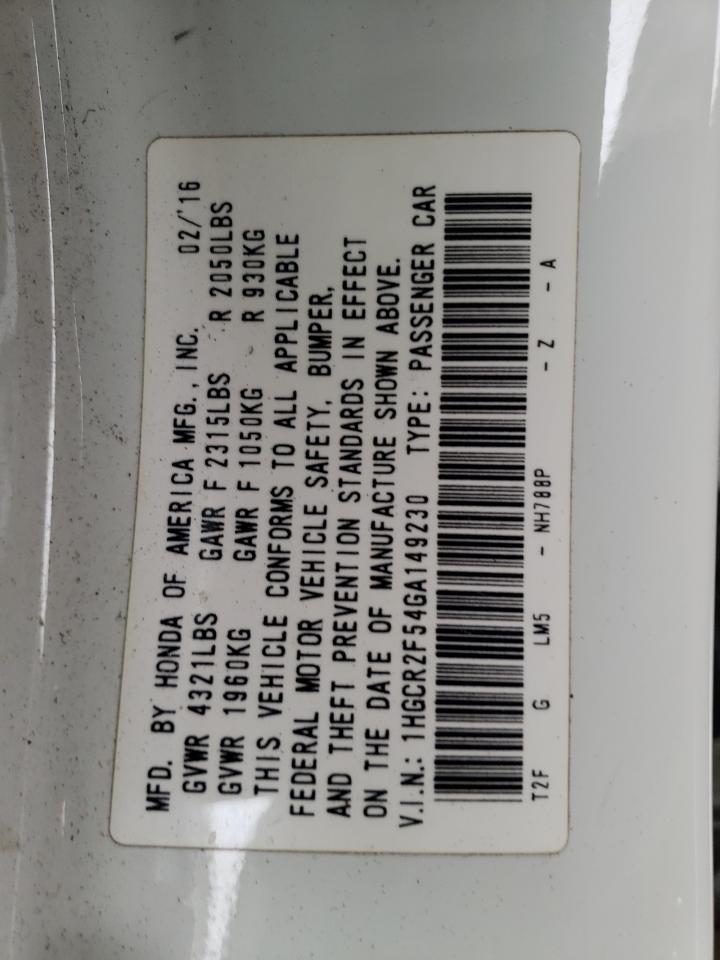 MFD. BY HONDA OF AMERICA MFG., INC. 02/'16
GVWR 4321LBS GAWR F 2315LBS R 2050LBS
GVWR 1960KG GAWR F 1050KG R 930KG
THIS VEHICLE CONFORMS TO ALL APPLICABLE
FEDERAL MOTOR VEHICLE SAFETY, BUMPER,
AND THEFT PREVENTION STANDARDS IN EFFECT
ON THE DATE OF MANUFACTURE SHOWN ABOVE.
V.I.N.: 1HGCR2F54GA149230 TYPE: PASSENGER CAR
T2F G LM5 - NH788P - Z - A